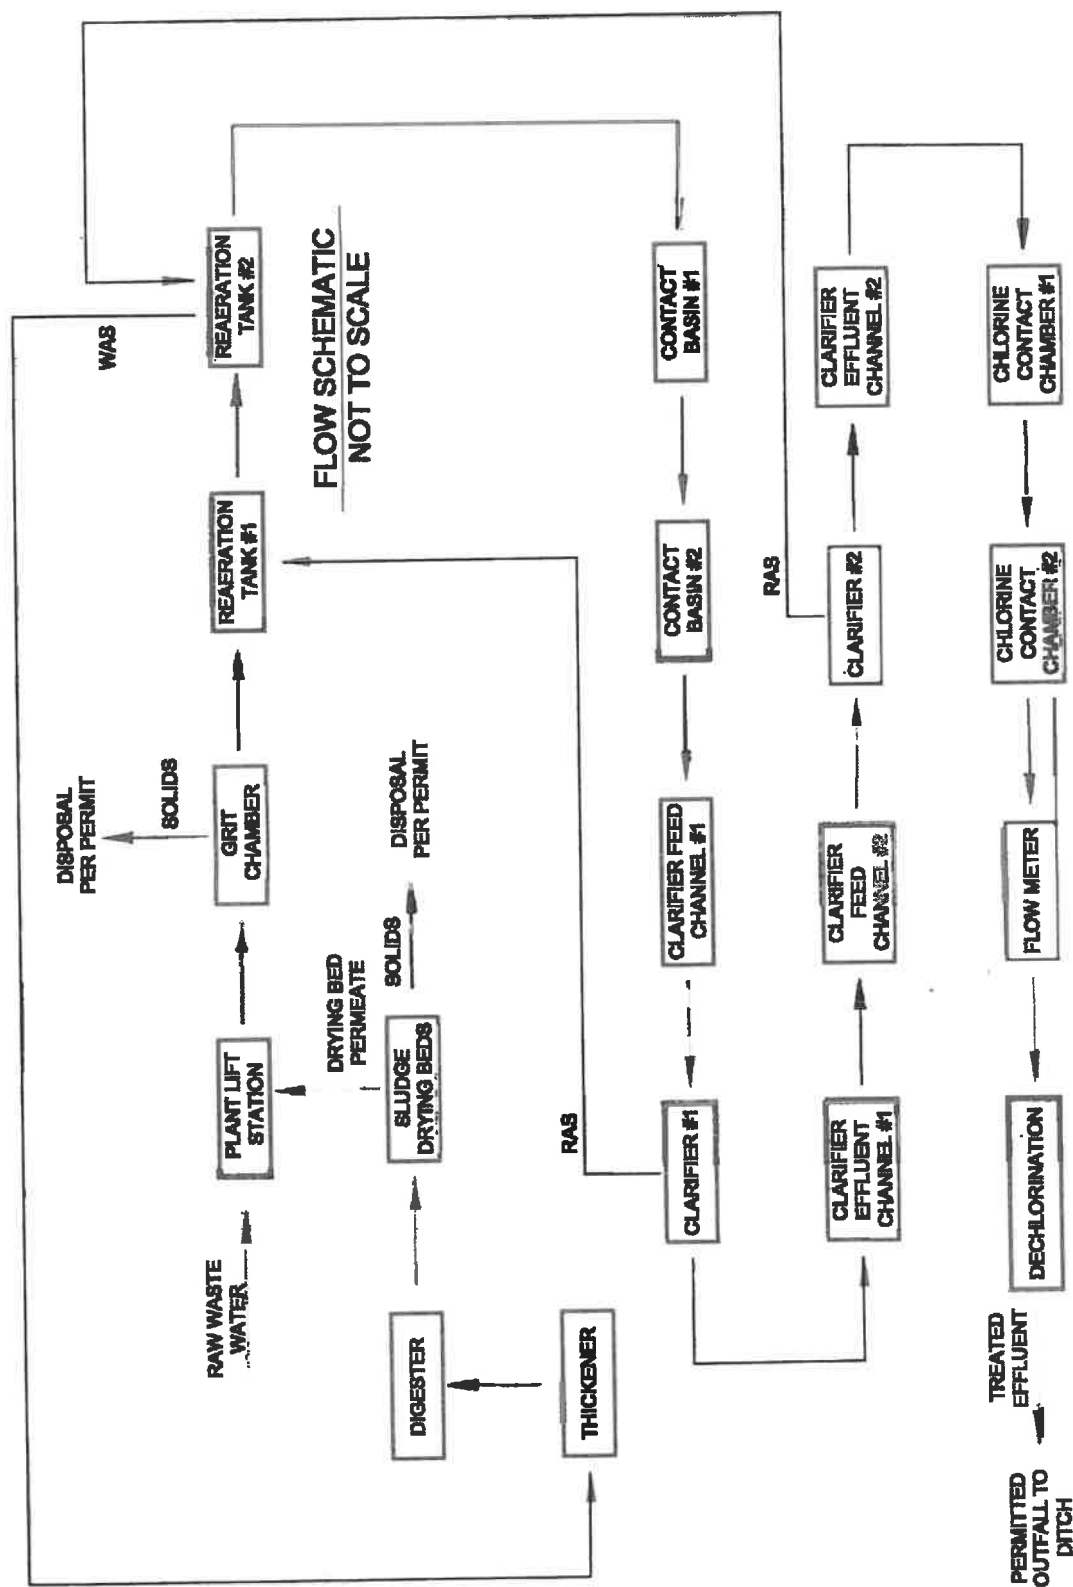 RAW WASTE
WATER
PLANT LIFT
STATION
GRIT
CHAMBER
SOLIDS
DISPOSAL
PER PERMIT
REAERATION
TANK #1
REAERATION
TANK #2
WAS
DRYING BED
PERMEATE
SLUDGE
DRYING BEDS
SOLIDS
DISPOSAL
PER PERMIT
DIGESTER
THICKENER
FLOW SCHEMATIC
NOT TO SCALE
RAS
CLARIFIER #1
CLARIFIER FEED
CHANNEL #1
CONTACT
BASIN #2
CONTACT
BASIN #1
RAS
CLARIFIER
EFFLUENT
CHANNEL #1
CLARIFIER
FEED
CHANNEL #2
CLARIFIER #2
CLARIFIER
EFFLUENT
CHANNEL #2
PERMITTED
OUTFALL TO
DITCH
TREATED
EFFLUENT
DECHLORINATION
FLOW METER
CHLORINE
CONTACT
CHAMBER #2
CHLORINE
CONTACT
CHAMBER #1